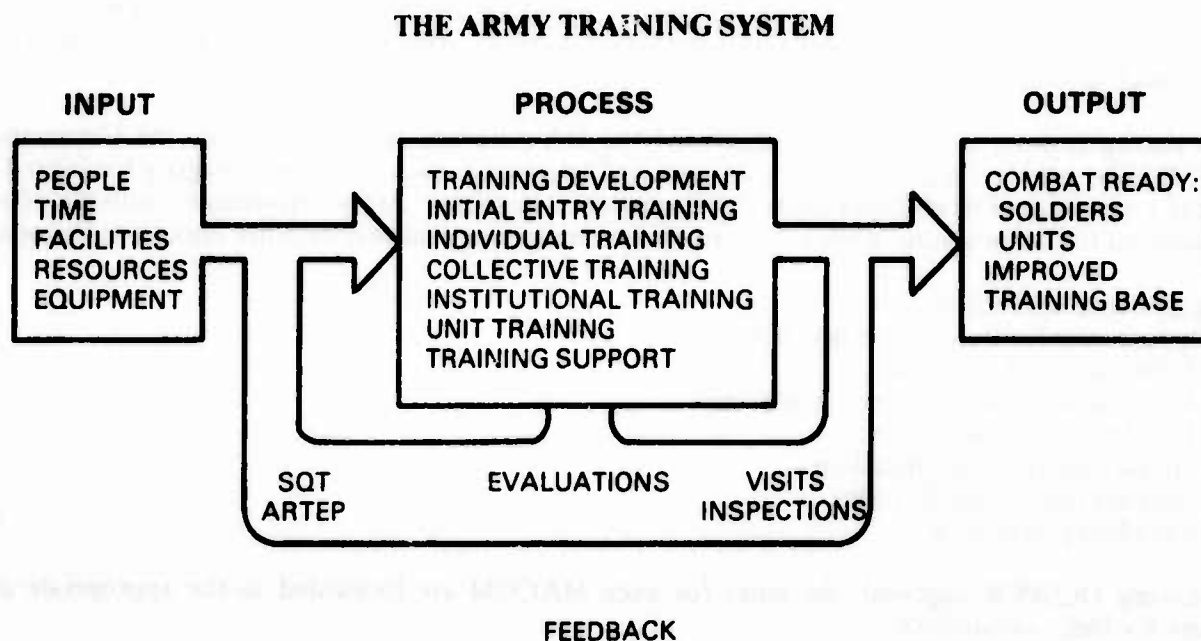 THE ARMY TRAINING SYSTEM
INPUT
PEOPLE
TIME
FACILITIES
RESOURCES
EQUIPMENT
PROCESS
TRAINING DEVELOPMENT
INITIAL ENTRY TRAINING
INDIVIDUAL TRAINING
COLLECTIVE TRAINING
INSTITUTIONAL TRAINING
UNIT TRAINING
TRAINING SUPPORT
OUTPUT
COMBAT READY:
SOLDIERS
UNITS
IMPROVED
TRAINING BASE
SQT
ARTEP
EVALUATIONS
VISITS
INSPECTIONS
FEEDBACK